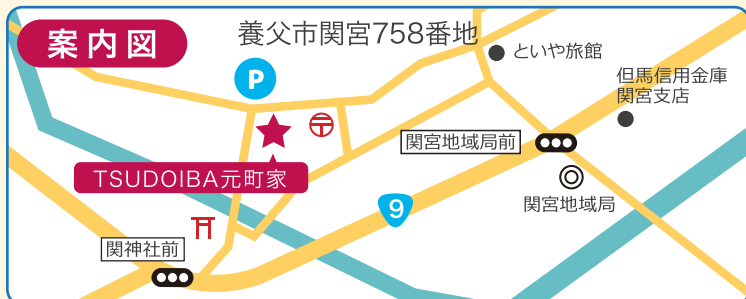 案内図
養父市関宮758番地
P
といや旅館
但馬信用金庫
関宮支店
関宮地域局前
TSUDOIBA元町家
9
関宮地域局
関神社前